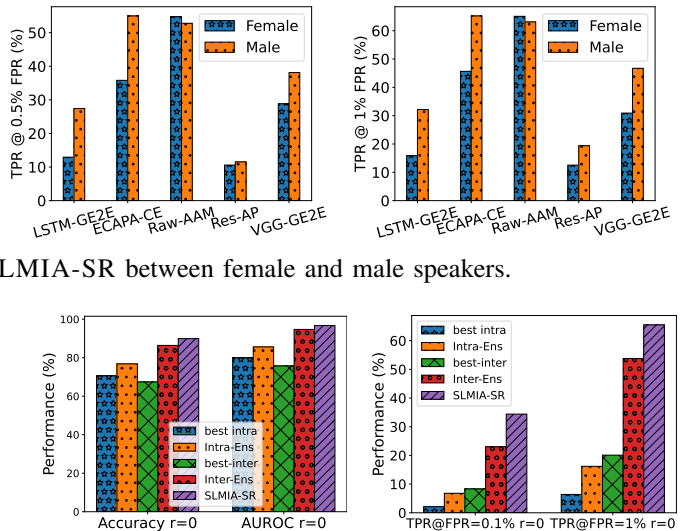 TPR @ 0.5% FPR (%)
50
40
30
20
10
0
Female
Male
LSTM-GE2E
ECAPA-CE
Raw-AAM
Res-AP
VGG-GE2E
TPR @ 1% FPR (%)
60
50
40
30
20
10
0
Female
Male
LSTM-GE2E
ECAPA-CE
Raw-AAM
Res-AP
VGG-GE2E
LMIA-SR between female and male speakers.
Performance (%)
100
80
60
40
20
0
best intra
Intra-Ens
best-inter
Inter-Ens
SLMIA-SR
Accuracy r=0
AUROC r=0
Performance (%)
60
50
40
30
20
10
0
best intra
Intra-Ens
best-inter
Inter-Ens
SLMIA-SR
TPR@FPR=0.1% r=0
TPR@FPR=1% r=0